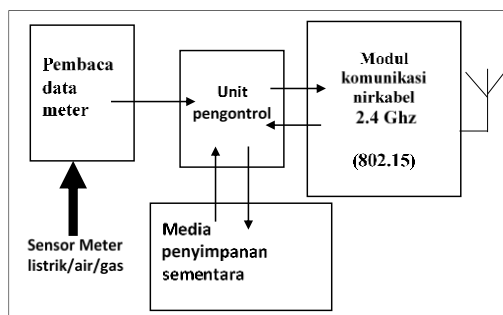 Pembaca
data
meter
Unit
pengontrol
Modul
komunikasi
nirkabel
2.4 Ghz
(802.15)
Media
penyimpanan
sementara
Sensor Meter
listrik/air/gas